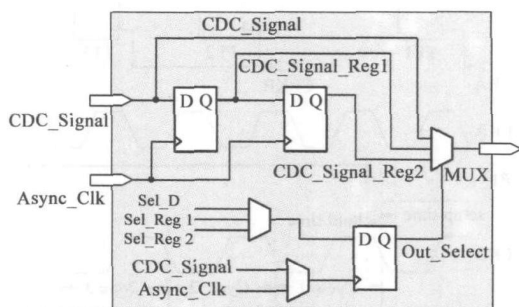 CDC_Signal
D Q
D Q
CDC_Signal_Reg1
CDC_Signal
CDC_Signal_Reg2
MUX
Async_Clk
Sel_D
Sel_Reg 1
Sel_Reg 2
D Q
Out_Select
CDC_Signal
Async_Clk